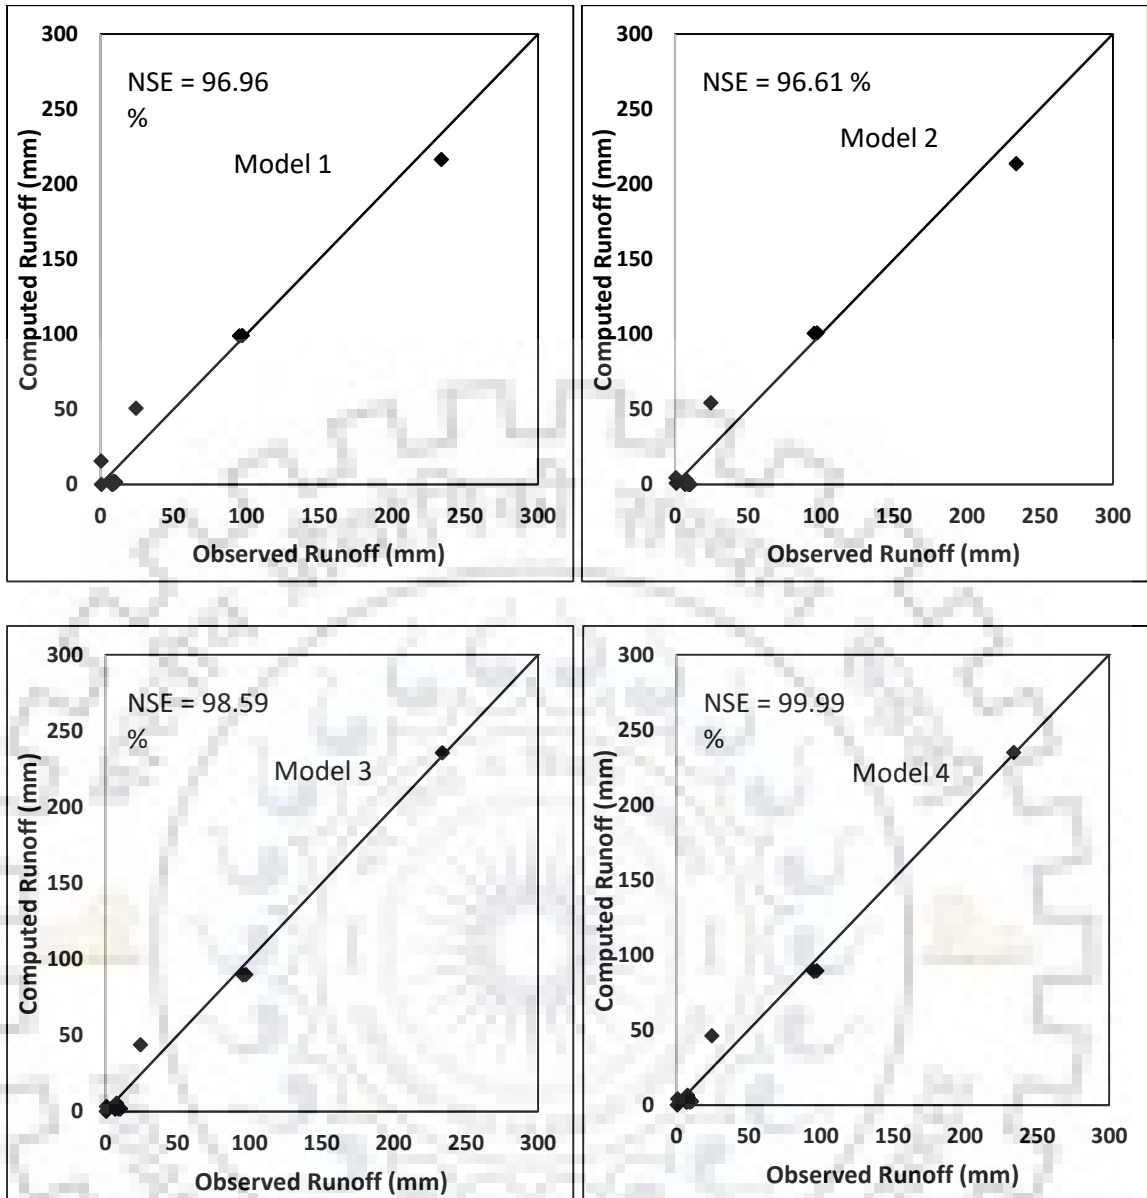 300
250
200
150
100
50
0
Computed Runoff (mm)
NSE = 96.96
%
Model 1
0 50 100 150 200 250 300
Observed Runoff (mm)
300
250
200
150
100
50
0
Computed Runoff (mm)
NSE = 96.61 %
Model 2
0 50 100 150 200 250 300
Observed Runoff (mm)
300
250
200
150
100
50
0
Computed Runoff (mm)
NSE = 98.59
%
Model 3
0 50 100 150 200 250 300
Observed Runoff (mm)
300
250
200
150
100
50
0
Computed Runoff (mm)
NSE = 99.99
%
Model 4
0 50 100 150 200 250 300
Observed Runoff (mm)